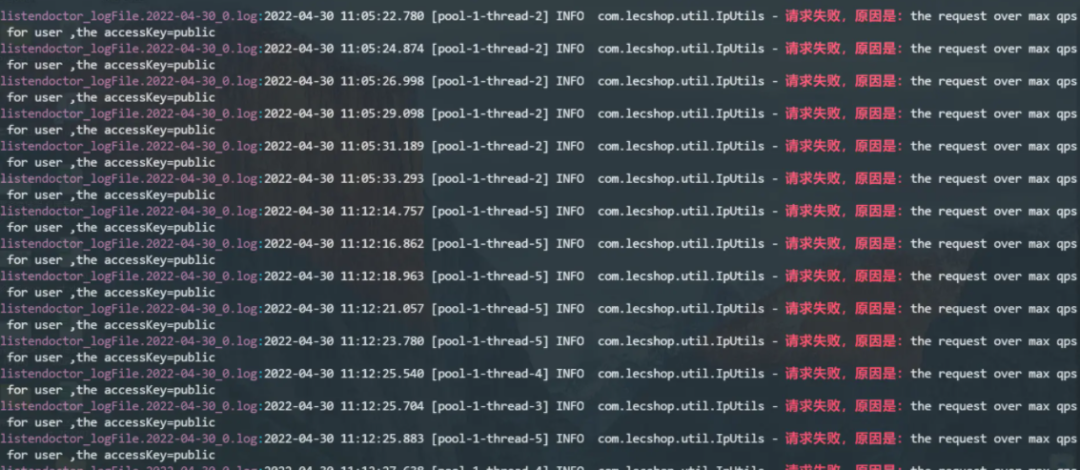 listendoctor_logFile.2022-04-30_0.log:2022-04-30 11:05:22.780 [pool-1-thread-2] INFO  com.lecshop.util.IpUtils - 请求失败，原因是：the request over max qps
for user ,the accessKey=public
listendoctor_logFile.2022-04-30_0.log:2022-04-30 11:05:24.874 [pool-1-thread-2] INFO  com.lecshop.util.IpUtils - 请求失败，原因是：the request over max qps
for user ,the accessKey=public
listendoctor_logFile.2022-04-30_0.log:2022-04-30 11:05:26.998 [pool-1-thread-2] INFO  com.lecshop.util.IpUtils - 请求失败，原因是：the request over max qps
for user ,the accessKey=public
listendoctor_logFile.2022-04-30_0.log:2022-04-30 11:05:29.098 [pool-1-thread-2] INFO  com.lecshop.util.IpUtils - 请求失败，原因是：the request over max qps
for user ,the accessKey=public
listendoctor_logFile.2022-04-30_0.log:2022-04-30 11:05:31.189 [pool-1-thread-2] INFO  com.lecshop.util.IpUtils - 请求失败，原因是：the request over max qps
for user ,the accessKey=public
listendoctor_logFile.2022-04-30_0.log:2022-04-30 11:05:33.293 [pool-1-thread-2] INFO  com.lecshop.util.IpUtils - 请求失败，原因是：the request over max qps
for user ,the accessKey=public
listendoctor_logFile.2022-04-30_0.log:2022-04-30 11:12:14.757 [pool-1-thread-5] INFO  com.lecshop.util.IpUtils - 请求失败，原因是：the request over max qps
for user ,the accessKey=public
listendoctor_logFile.2022-04-30_0.log:2022-04-30 11:12:16.862 [pool-1-thread-5] INFO  com.lecshop.util.IpUtils - 请求失败，原因是：the request over max qps
for user ,the accessKey=public
listendoctor_logFile.2022-04-30_0.log:2022-04-30 11:12:18.963 [pool-1-thread-5] INFO  com.lecshop.util.IpUtils - 请求失败，原因是：the request over max qps
for user ,the accessKey=public
listendoctor_logFile.2022-04-30_0.log:2022-04-30 11:12:21.057 [pool-1-thread-5] INFO  com.lecshop.util.IpUtils - 请求失败，原因是：the request over max qps
for user ,the accessKey=public
listendoctor_logFile.2022-04-30_0.log:2022-04-30 11:12:23.780 [pool-1-thread-5] INFO  com.lecshop.util.IpUtils - 请求失败，原因是：the request over max qps
for user ,the accessKey=public
listendoctor_logFile.2022-04-30_0.log:2022-04-30 11:12:25.540 [pool-1-thread-4] INFO  com.lecshop.util.IpUtils - 请求失败，原因是：the request over max qps
for user ,the accessKey=public
listendoctor_logFile.2022-04-30_0.log:2022-04-30 11:12:25.704 [pool-1-thread-3] INFO  com.lecshop.util.IpUtils - 请求失败，原因是：the request over max qps
for user ,the accessKey=public
listendoctor_logFile.2022-04-30_0.log:2022-04-30 11:12:25.883 [pool-1-thread-5] INFO  com.lecshop.util.IpUtils - 请求失败，原因是：the request over max qps
for user ,the accessKey=public